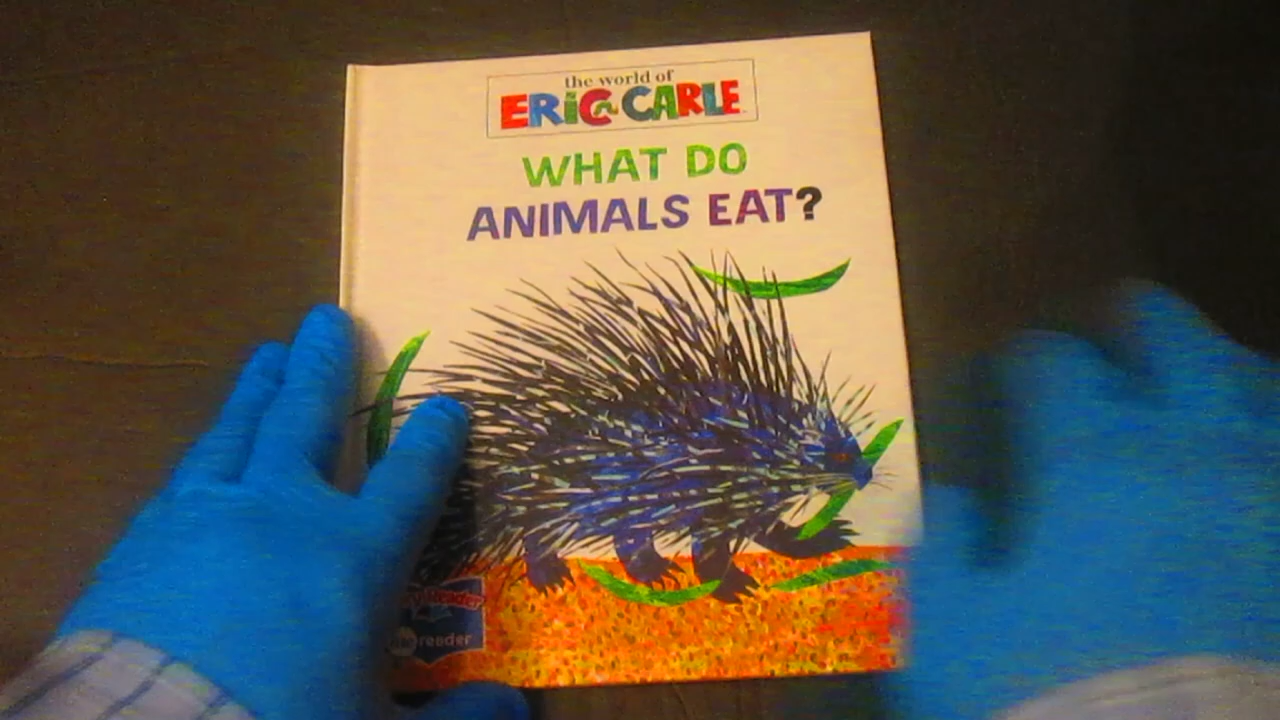 the world of
ERiC CARLE
WHAT DO
ANIMALS EAT?
reader